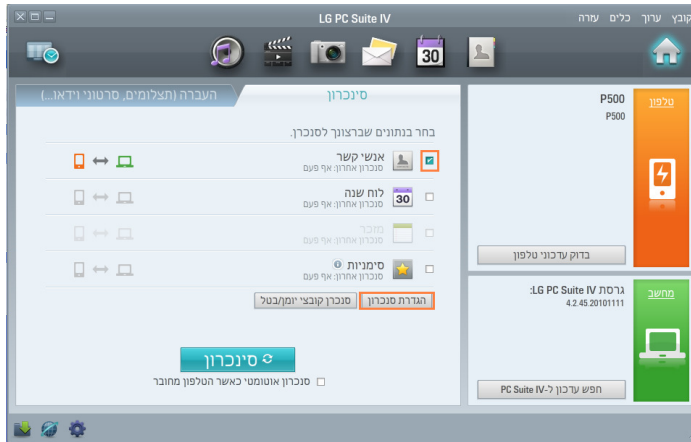 LG PC Suite IV
קובץ ערוך כלים עזרה
30
סינכרון
העברה (תצלומים, סרטוני וידאו...)
בחר בנתונים שברצונך לסנכרן.
אנשי קשר
סנכרון אחרון: אף פעם
30
לוח שנה
סנכרון אחרון: אף פעם
מזכר
סנכרון אחרון: אף פעם
סימניות
סנכרון אחרון: אף פעם
הגדרת סנכרון
סנכרן קובצי יומן/בטל
סינכרון
סנכרון אוטומטי כאשר הטלפון מחובר
טלפון
P500
P500
בדוק עדכוני טלפון
מחשב
גרסת LG PC Suite IV:
4.2.45.20101111
חפש עדכון ל-PC Suite IV